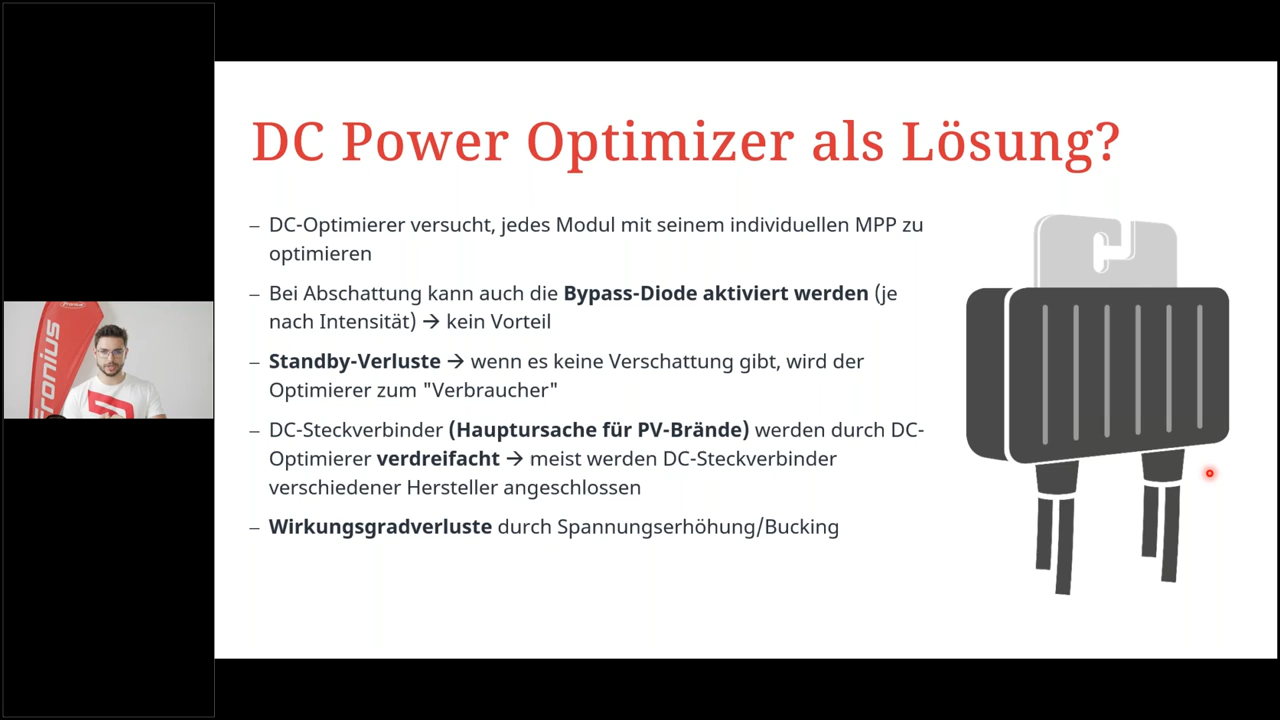 DC Power Optimizer als Lösung?
– DC-Optimierer versucht, jedes Modul mit seinem individuellen MPP zu
optimieren
– Bei Abschattung kann auch die Bypass-Diode aktiviert werden (je
nach Intensität) → kein Vorteil
– Standby-Verluste → wenn es keine Verschattung gibt, wird der
Optimierer zum "Verbraucher"
– DC-Steckverbinder (Hauptursache für PV-Brände) werden durch DC-
Optimierer verdreifacht → meist werden DC-Steckverbinder
verschiedener Hersteller angeschlossen
– Wirkungsgradverluste durch Spannungserhöhung/Bucking
Fronius